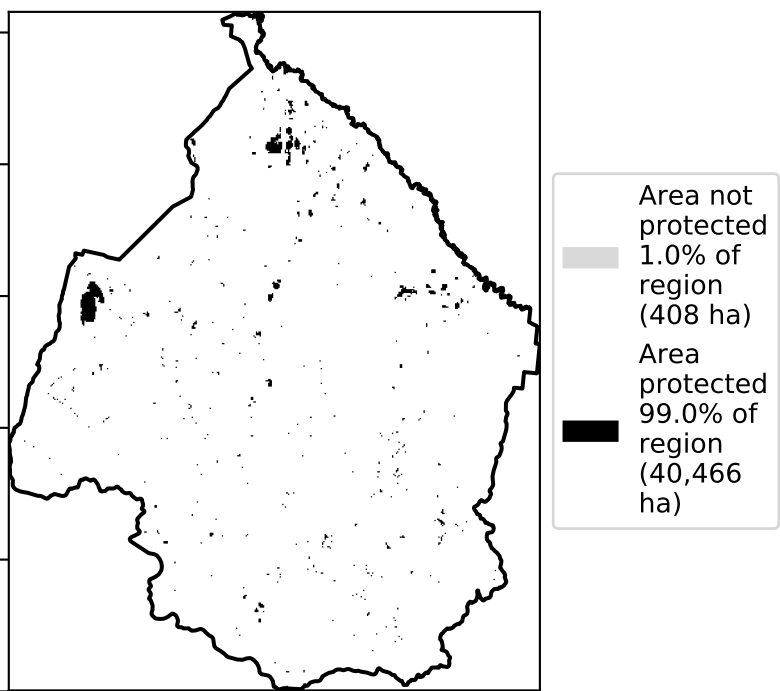 Area not
protected
1.0% of
region
(408 ha)
Area
protected
99.0% of
region
(40,466
ha)